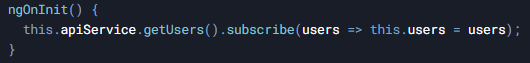 ngOnInit() {
  this.apiService.getUsers().subscribe(users => this.users = users);
}